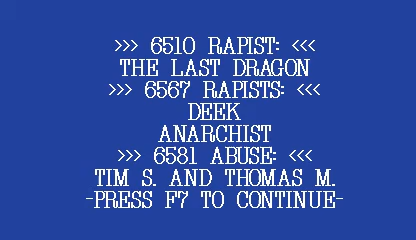 >>> 6510 RAPIST: <<<
THE LAST DRAGON
>>> 6567 RAPISTS: <<<
DEEK
ANARCHIST
>>> 6581 ABUSE: <<<
TIM S. AND THOMAS M.
-PRESS F7 TO CONTINUE-